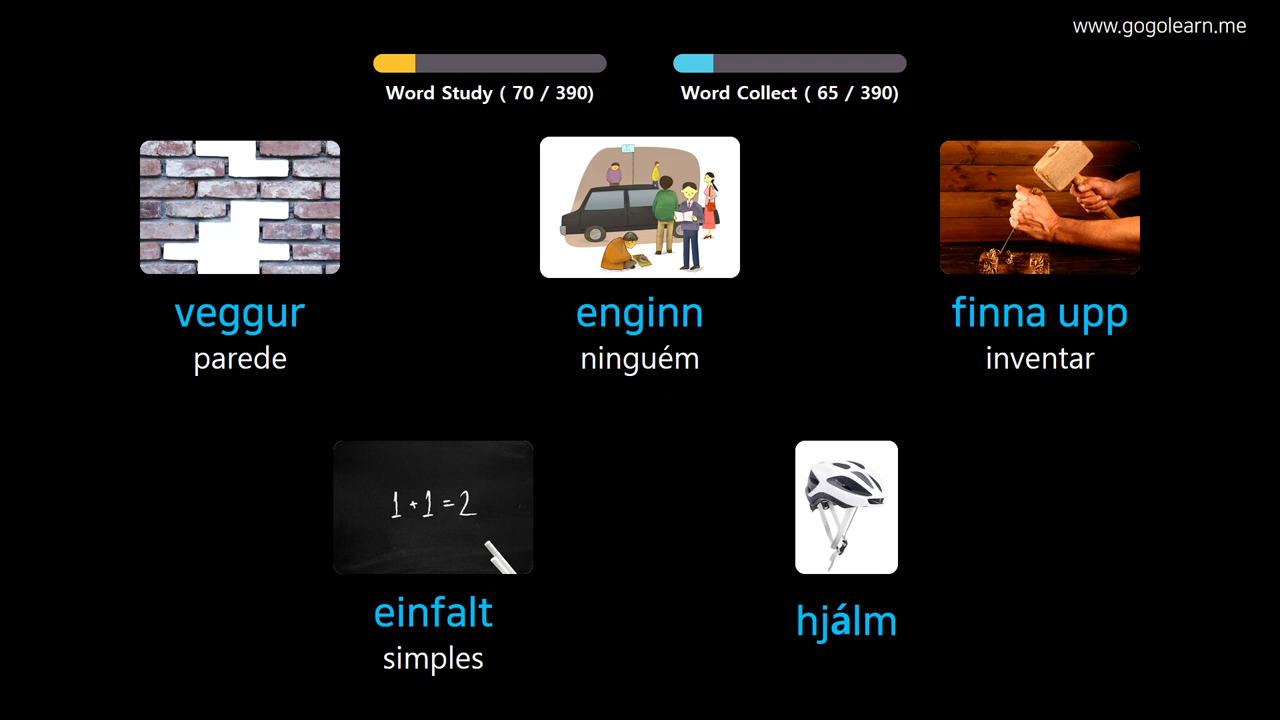 www.gogolearn.me
Word Study ( 70 / 390)
Word Collect ( 65 / 390)
veggur
parede
enginn
ninguém
finna upp
inventar
1 + 1 = 2
einfalt
simples
hjálm